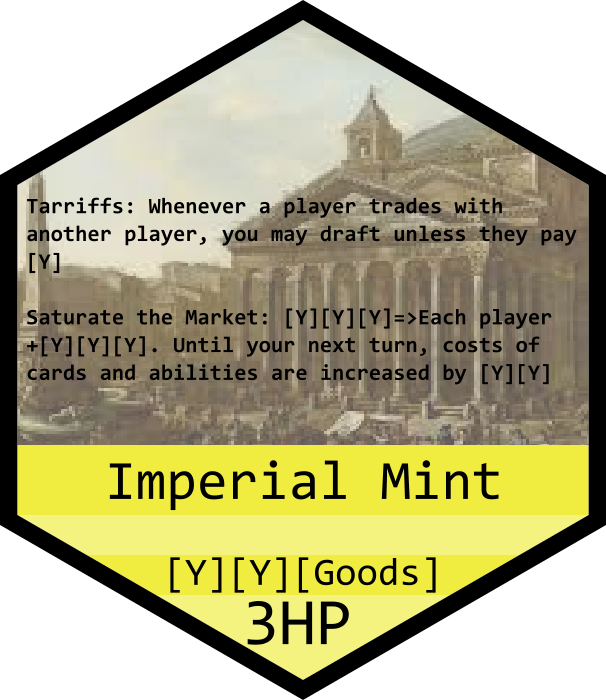 Tarriffs: Whenever a player trades with
another player, you may draft unless they pay
[Y]
Saturate the Market: [Y][Y][Y]=>Each player
+[Y][Y][Y]. Until your next turn, costs of
cards and abilities are increased by [Y][Y]
Imperial Mint
[Y][Y][Goods]
3HP